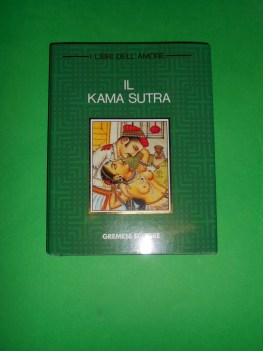 I LIBRI DELL'AMORE
IL
KAMA SUTRA
GREMESE EDITORE